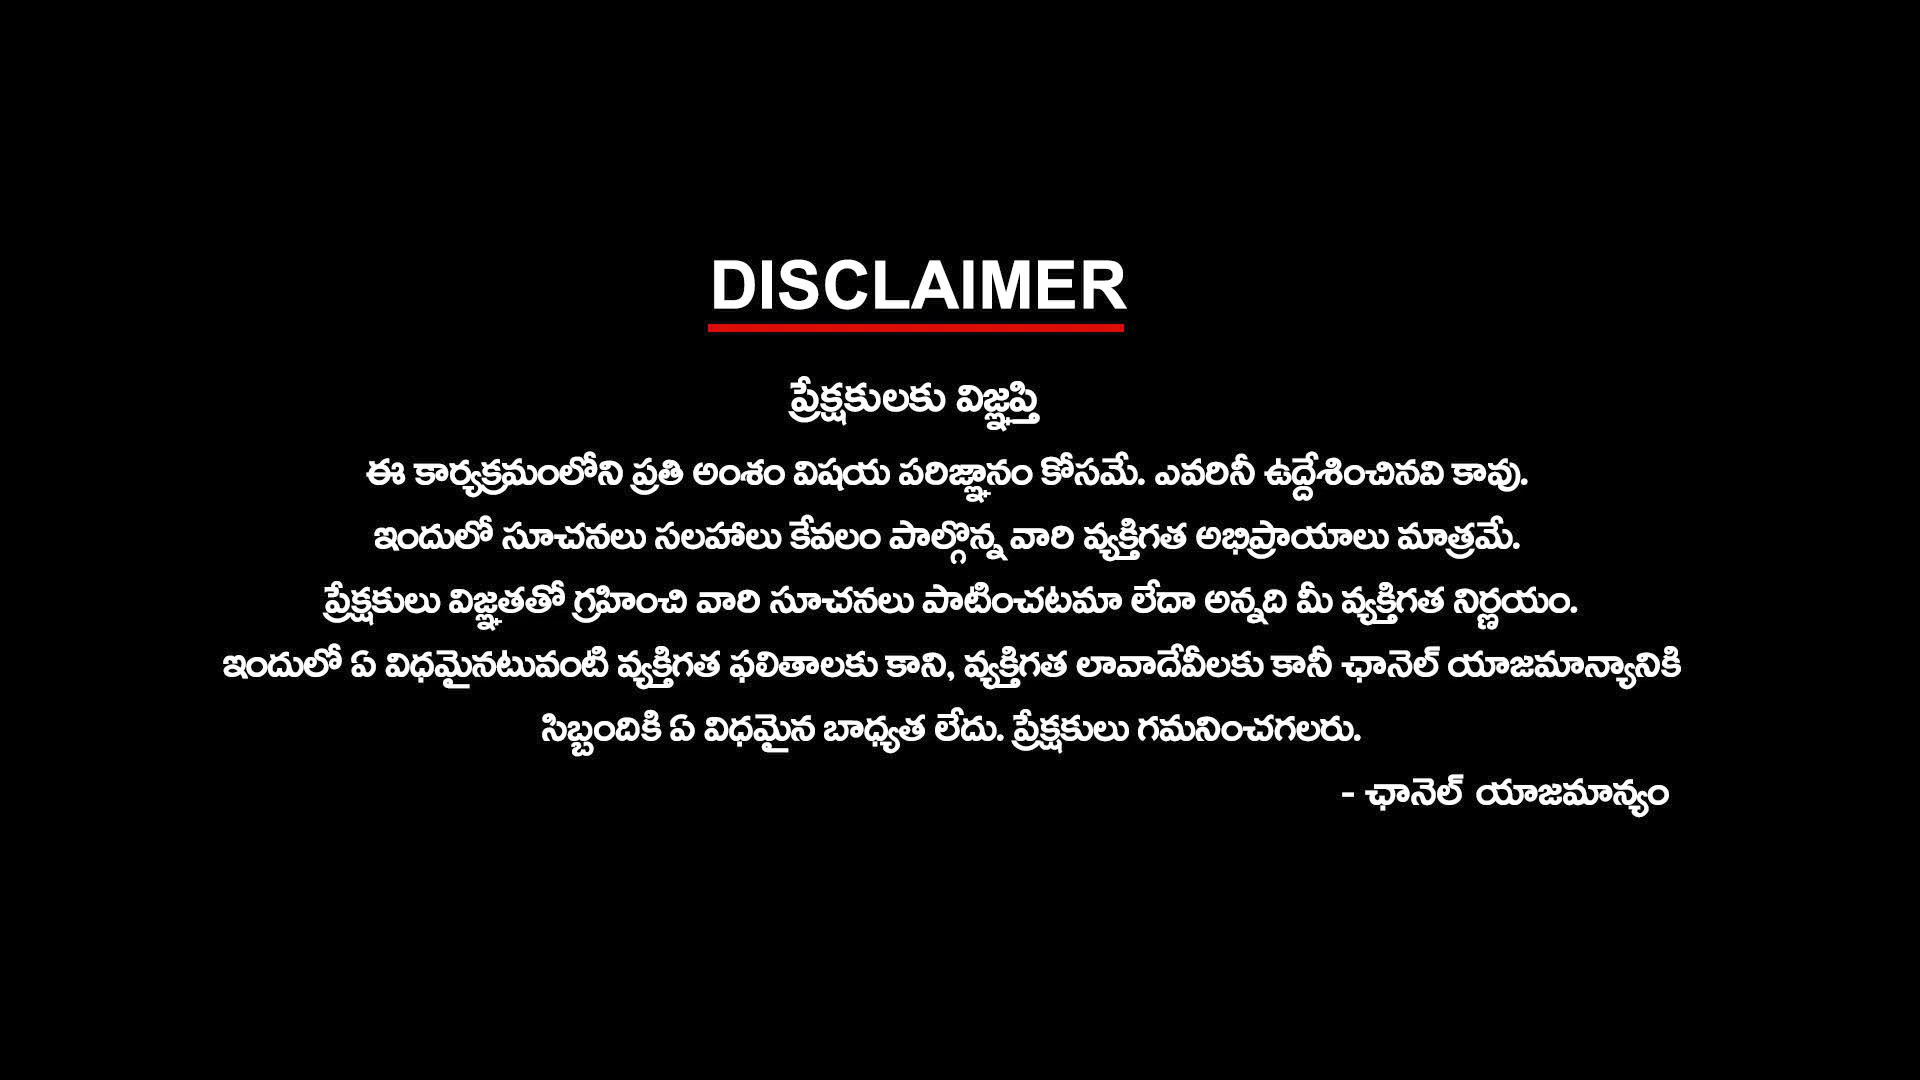 DISCLAIMER
ప్రేక్షకులకు విజ్ఞప్తి
ఈ కార్యక్రమంలోని ప్రతి అంశం విషయ పరిజ్ఞానం కోసమే. ఎవరినీ ఉద్దేశించినవి కావు.
ఇందులో సూచనలు సలహాలు కేవలం పాల్గొన్న వారి వ్యక్తిగత అభిప్రాయాలు మాత్రమే.
ప్రేక్షకులు విజ్ఞతతో గ్రహించి వారి సూచనలు పాటించటమా లేదా అన్నది మీ వ్యక్తిగత నిర్ణయం.
ఇందులో ఏ విధమైనటువంటి వ్యక్తిగత ఫలితాలకు కాని, వ్యక్తిగత లావాదేవీలకు కానీ ఛానెల్ యాజమాన్యానికి
సిబ్బందికి ఏ విధమైన బాధ్యత లేదు. ప్రేక్షకులు గమనించగలరు.
- ఛానెల్ యాజమాన్యం